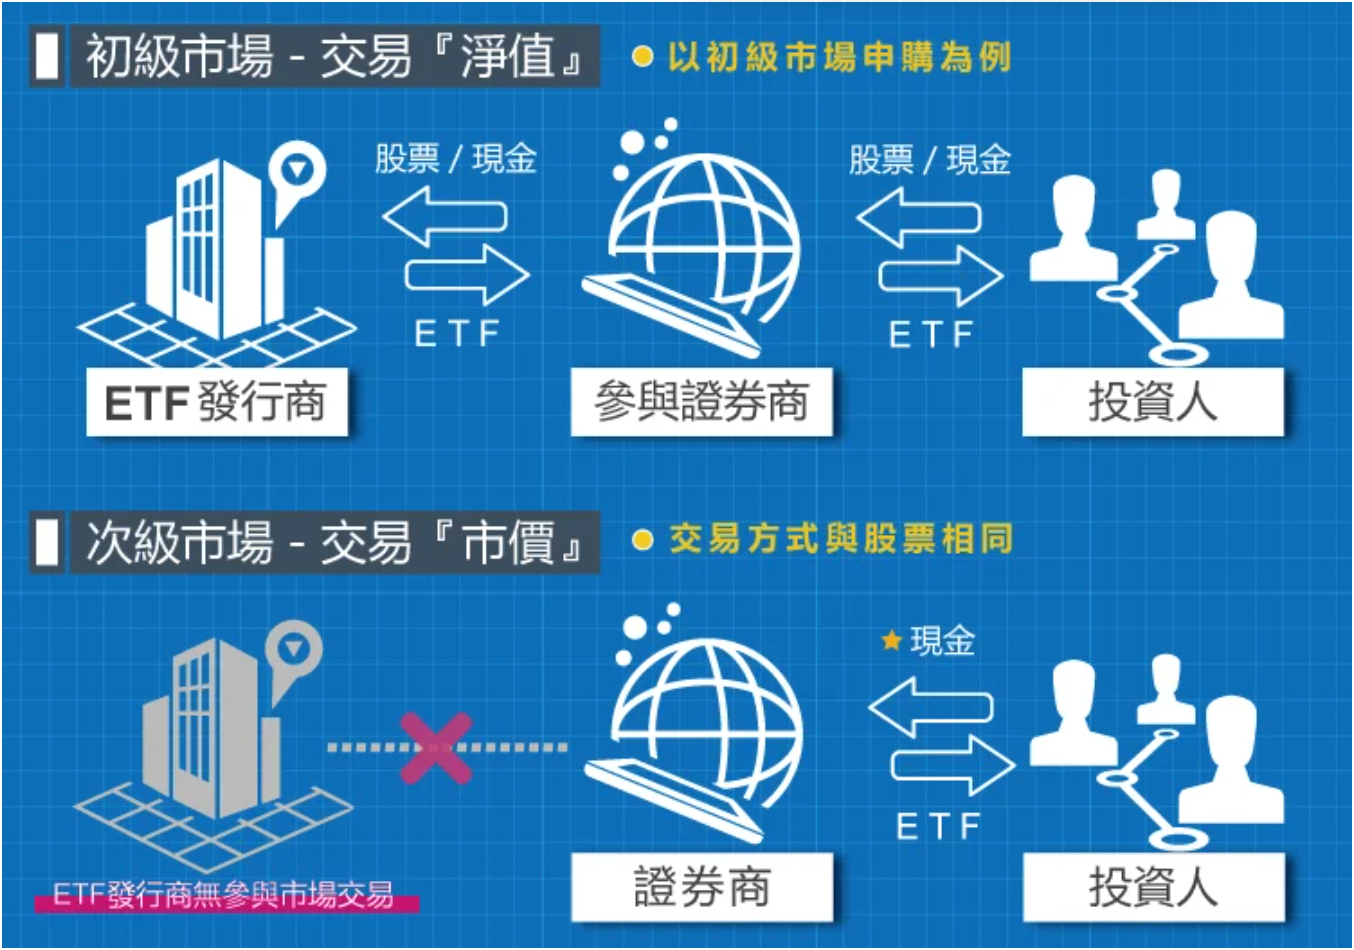 初級市場 - 交易『淨值』
以初級市場申購為例
股票 / 現金
股票 / 現金
ETF
ETF
ETF發行商
參與證券商
投資人
次級市場 - 交易『市價』
交易方式與股票相同
現金
ETF
ETF發行商無參與市場交易
證券商
投資人